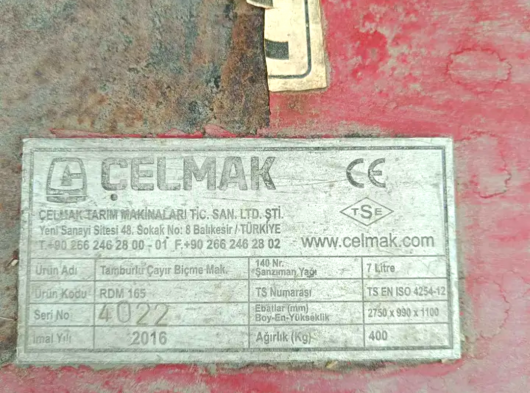 ÇELMAK CE
ÇELMAK TARIM MAKİNALARI TİC. SAN. LTD. ŞTİ.
TSE
Yeni Sanayi Sitesi 48. Sokak No: 8 Balıkesir / TÜRKİYE
T.+90 266 246 28 00 - 01 F.+90 266 246 28 02 www.celmak.com
Ürün Adı Tamburlu Çayır Biçme Mak. 140 Nr. Şanzıman Yağı 7 Litre
Ürün Kodu RDM 165 TS Numarası TS EN ISO 4254-12
Seri No 4022 Ebatlar (mm) Boy-En-Yükseklik 2750 x 990 x 1100
İmal Yılı 2016 Ağırlık (Kg) 400